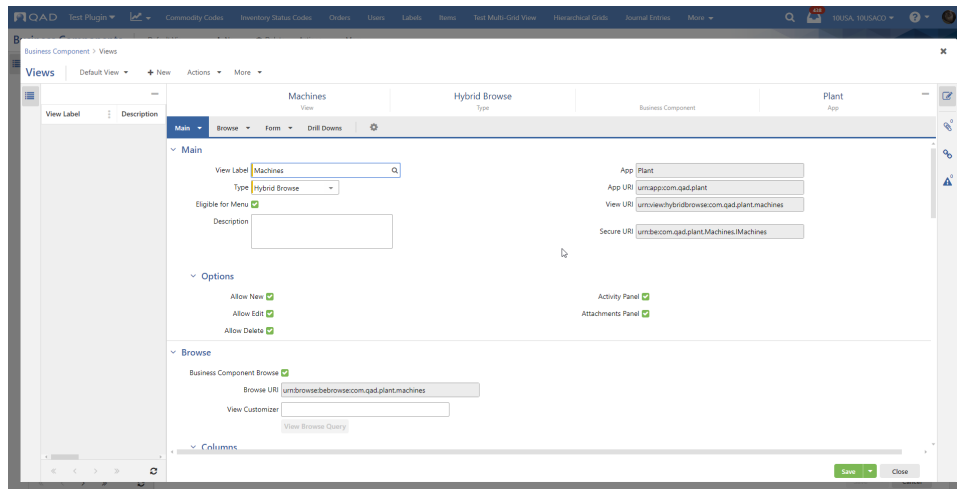 QAD Test Plugin Commodity Codes Inventory Status Codes Orders Users Labels Items Test Multi-Grid View Hierarchical Grids Journal Entries More 10USA, 10USACO
Business Component > Views
Views Default View New Actions More
Machines Hybrid Browse Plant
View Type Business Component App
View Label Description
Main Browse Form Drill Downs
Main
View Label Machines App Plant
Type Hybrid Browse App URI urn:app:com.qad.plant
Eligible for Menu View URI urn:view:hybridbrowse:com.qad.plant.machines
Description Secure URI urn:be:com.qad.plant.Machines.IMachines
Options
Allow New Activity Panel
Allow Edit Attachments Panel
Allow Delete
Browse
Business Component Browse
Browse URI urn:browse:bebrowse:com.qad.plant.machines
View Customizer
View Browse Query
Columns
Save Close